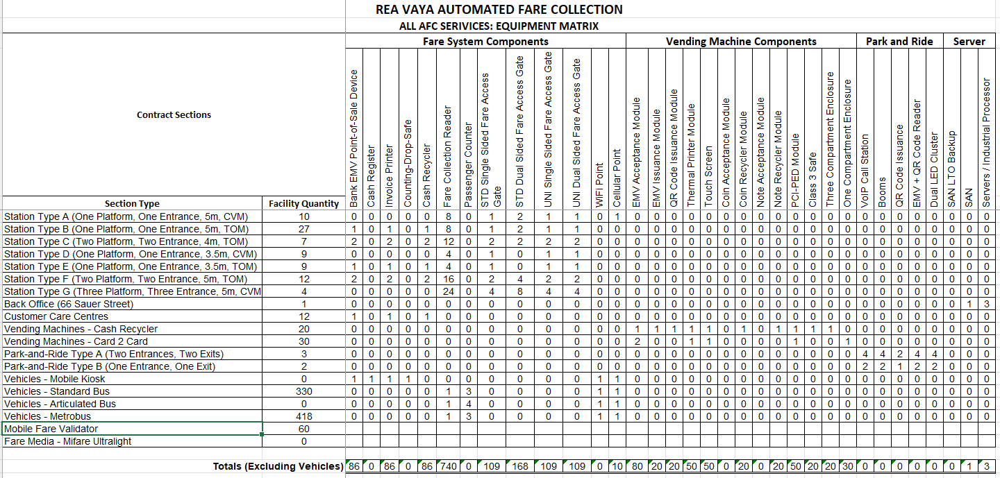 REA VAYA AUTOMATED FARE COLLECTION
ALL AFC SERIVICES: EQUIPMENT MATRIX
Fare System Components Vending Machine Components Park and Ride Server
Contract Sections
Section Type Facility Quantity Bank EMV Point-of-Sale Device Cash Register Invoice Printer Counting-Drop-Safe Cash Recycler Fare Collection Reader Passenger Counter STD Single Sided Fare Access Gate STD Dual Sided Fare Access Gate UNI Single Sided Fare Access Gate UNI Dual Sided Fare Access Gate WiFi Point Cellular Point EMV Acceptance Module EMV Issuance Module QR Code Issuance Module Thermal Printer Module Touch Screen Coin Acceptance Module Coin Recycler Module Note Acceptance Module Note Recycler Module PCI-PED Module Class 3 Safe Three Compartment Enclosure One Compartment Enclosure VoIP Call Station Booms QR Code Issuance EMV + QR Code Reader Dual LED Cluster SAN LTO Backup SAN Servers / Industrial Processor
Station Type A (One Platform, One Entrance, 5m, CVM) 10 0 0 0 0 0 8 0 1 2 1 1 0 1 0 0 0 0 0 0 0 0 0 0 0 0 0 0 0 0 0 0 0 0 0
Station Type B (One Platform, One Entrance, 5m, TOM) 27 1 0 1 0 1 8 0 1 2 1 1 0 0 0 0 0 0 0 0 0 0 0 0 0 0 0 0 0 0 0 0 0 0 0
Station Type C (Two Platform, Two Entrance, 4m, TOM) 7 2 0 2 0 2 12 0 2 2 2 2 0 0 0 0 0 0 0 0 0 0 0 0 0 0 0 0 0 0 0 0 0 0 0
Station Type D (One Platform, One Entrance, 3.5m, CVM) 9 0 0 0 0 0 4 0 1 0 1 1 0 0 0 0 0 0 0 0 0 0 0 0 0 0 0 0 0 0 0 0 0 0 0
Station Type E (One Platform, One Entrance, 3.5m, TOM) 9 1 0 1 0 1 4 0 1 0 1 1 0 0 0 0 0 0 0 0 0 0 0 0 0 0 0 0 0 0 0 0 0 0 0
Station Type F (Two Platform, Two Entrance, 5m, TOM) 12 2 0 2 0 2 16 0 2 4 2 2 0 0 0 0 0 0 0 0 0 0 0 0 0 0 0 0 0 0 0 0 0 0 0
Station Type G (Three Platform, Three Entrance, 5m, CVM 4 0 0 0 0 0 24 0 4 8 4 4 0 0 0 0 0 0 0 0 0 0 0 0 0 0 0 0 0 0 0 0 0 0 0
Back Office (66 Sauer Street) 1 0 0 0 0 0 0 0 0 0 0 0 0 0 0 0 0 0 0 0 0 0 0 0 0 0 0 0 0 0 0 0 0 1 3
Customer Care Centres 12 1 0 1 0 1 0 0 0 0 0 0 0 0 0 0 0 0 0 0 0 0 0 0 0 0 0 0 0 0 0 0 0 0 0
Vending Machines - Cash Recycler 20 0 0 0 0 0 0 0 0 0 0 0 0 0 1 1 1 1 1 0 1 0 1 1 1 1 0 0 0 0 0 0 0 0 0
Vending Machines - Card 2 Card 30 0 0 0 0 0 0 0 0 0 0 0 0 0 2 0 0 1 1 0 0 0 0 1 0 0 1 0 0 0 0 0 0 0 0
Park-and-Ride Type A (Two Entrances, Two Exits) 3 0 0 0 0 0 0 0 0 0 0 0 0 0 0 0 0 0 0 0 0 0 0 0 0 0 0 4 4 2 4 4 0 0 0
Park-and-Ride Type B (One Entrance, One Exit) 2 0 0 0 0 0 0 0 0 0 0 0 0 0 0 0 0 0 0 0 0 0 0 0 0 0 0 2 2 1 2 2 0 0 0
Vehicles - Mobile Kiosk 0 1 1 1 1 0 0 0 0 0 0 0 1 1 0 0 0 0 0 0 0 0 0 0 0 0 0 0 0 0 0 0 0 0 0
Vehicles - Standard Bus 330 0 0 0 0 0 1 3 0 0 0 0 1 1 0 0 0 0 0 0 0 0 0 0 0 0 0 0 0 0 0 0 0 0 0
Vehicles - Articulated Bus 0 0 0 0 0 0 1 4 0 0 0 0 1 1 0 0 0 0 0 0 0 0 0 0 0 0 0 0 0 0 0 0 0 0 0
Vehicles - Metrobus 418 0 0 0 0 0 1 3 0 0 0 0 1 1 0 0 0 0 0 0 0 0 0 0 0 0 0 0 0 0 0 0 0 0 0
Mobile Fare Validator 60
Fare Media - Mifare Ultralight 0
Totals (Excluding Vehicles) 86 0 86 0 86 740 0 109 168 109 109 0 10 80 20 20 50 50 0 20 0 20 50 20 20 30 0 0 0 0 0 0 1 3